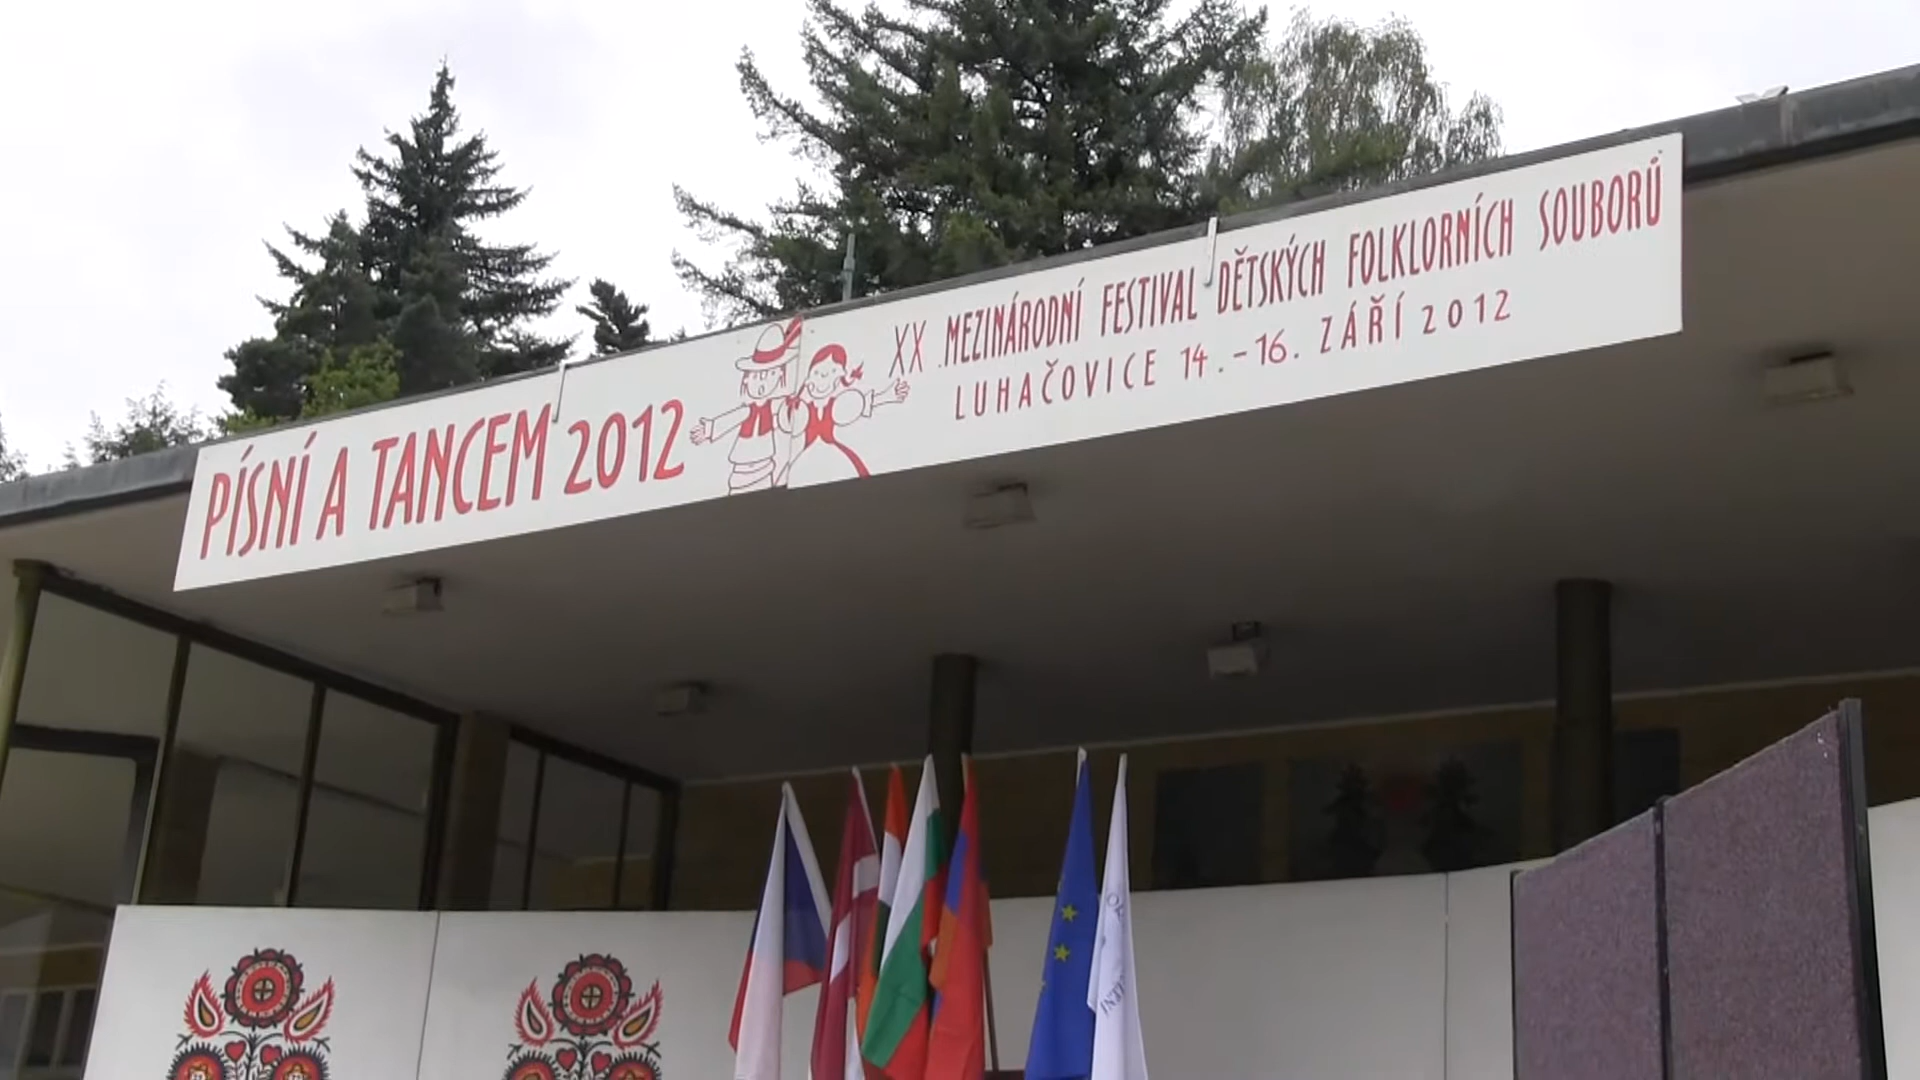 PÍSNÍ A TANCEM 2012
XX. MEZINÁRODNÍ FESTIVAL DĚTSKÝCH FOLKLORNÍCH SOUBORŮ
LUHAČOVICE 14.-16. ZÁŘÍ 2012